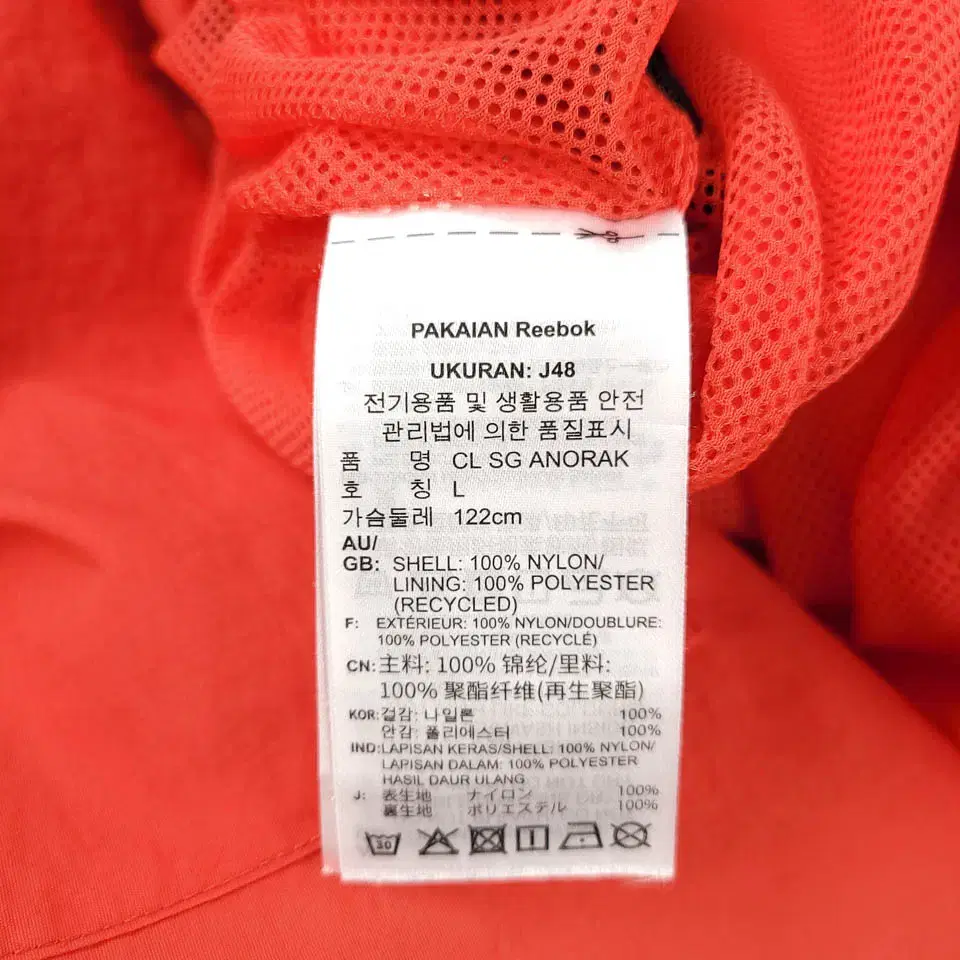 PAKAIAN Reebok
UKURAN: J48
전기용품 및 생활용품 안전
관리법에 의한 품질표시
품 명 CL SG ANORAK
호 칭 L
가슴둘레 122cm
AU/
GB: SHELL: 100% NYLON/
LINING: 100% POLYESTER
(RECYCLED)
F: EXTÉRIEUR: 100% NYLON/DOUBLURE:
100% POLYESTER (RECYCLÉ)
CN: 主料: 100% 锦纶/里料:
100% 聚酯纤维(再生聚酯)
KOR: 겉감: 나일론 100%
안감: 폴리에스터 100%
IND: LAPISAN KERAS/SHELL: 100% NYLON/
LAPISAN DALAM: 100% POLYESTER
HASIL DAUR ULANG
J: 表生地 ナイロン 100%
裏生地 ポリエステル 100%
30